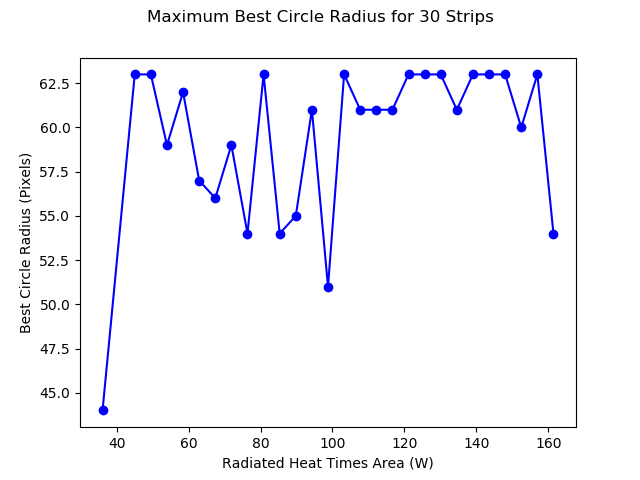 Maximum Best Circle Radius for 30 Strips
62.5
60.0
57.5
55.0
52.5
50.0
47.5
45.0
Best Circle Radius (Pixels)
40 60 80 100 120 140 160
Radiated Heat Times Area (W)